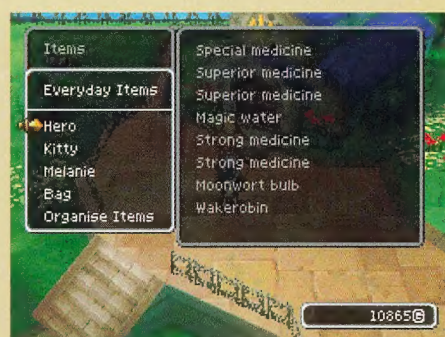 Items
Everyday Items
Hero
Kitty
Melanie
Bag
Organise Items
Special medicine
Superior medicine
Superior medicine
Magic water
Strong medicine
Strong medicine
Moonwort bulb
Wakerobin
10865G